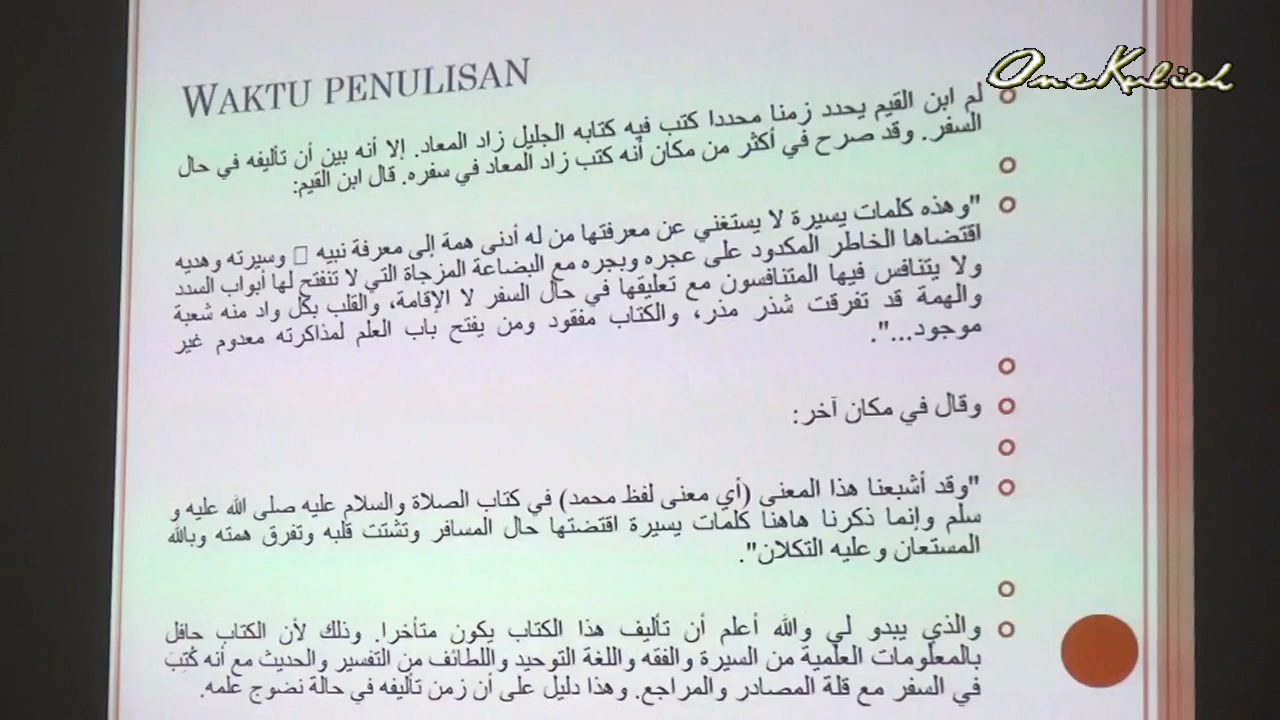 WAKTU PENULISAN
OneKuliah
لم ابن القيم يحدد زمنا محددا كتب فيه كتابه الجليل زاد المعاد. إلا أنه بين أن تأليفه في حال
السفر. وقد صرح في أكثر من مكان أنه كتب زاد المعاد في سفره. قال ابن القيم:
"وهذه كلمات يسيرة لا يستغني عن معرفتها من له أدنى همة إلى معرفة نبيه وسيرته وهديه
اقتضاها الخاطر المكدود على عجره وبجره مع البضاعة المزجاة التي لا تنفتح لها أبواب السدد
ولا يتنافس فيها المتنافسون مع تعليقها في حال السفر لا الإقامة، والقلب بكل واد منه شعبة
والهمة قد تفرقت شذر مذر، والكتاب مفقود ومن يفتح باب العلم لمذاكرته معدوم غير
موجود...".
وقال في مكان آخر:
"وقد أشبعنا هذا المعنى (أي معنى لفظ محمد) في كتاب الصلاة والسلام عليه صلى الله عليه و
سلم وإنما ذكرنا هاهنا كلمات يسيرة اقتضتها حال المسافر وتشتت قلبه وتفرق همته وبالله
المستعان وعليه التكلان".
والذي يبدو لي والله أعلم أن تأليف هذا الكتاب يكون متأخرا. وذلك لأن الكتاب حافل
بالمعلومات العلمية من السيرة والفقه واللغة التوحيد واللطائف من التفسير والحديث مع أنه كُتِبَ
في السفر مع قلة المصادر والمراجع. وهذا دليل على أن زمن تأليفه في حالة نضوج علمه.